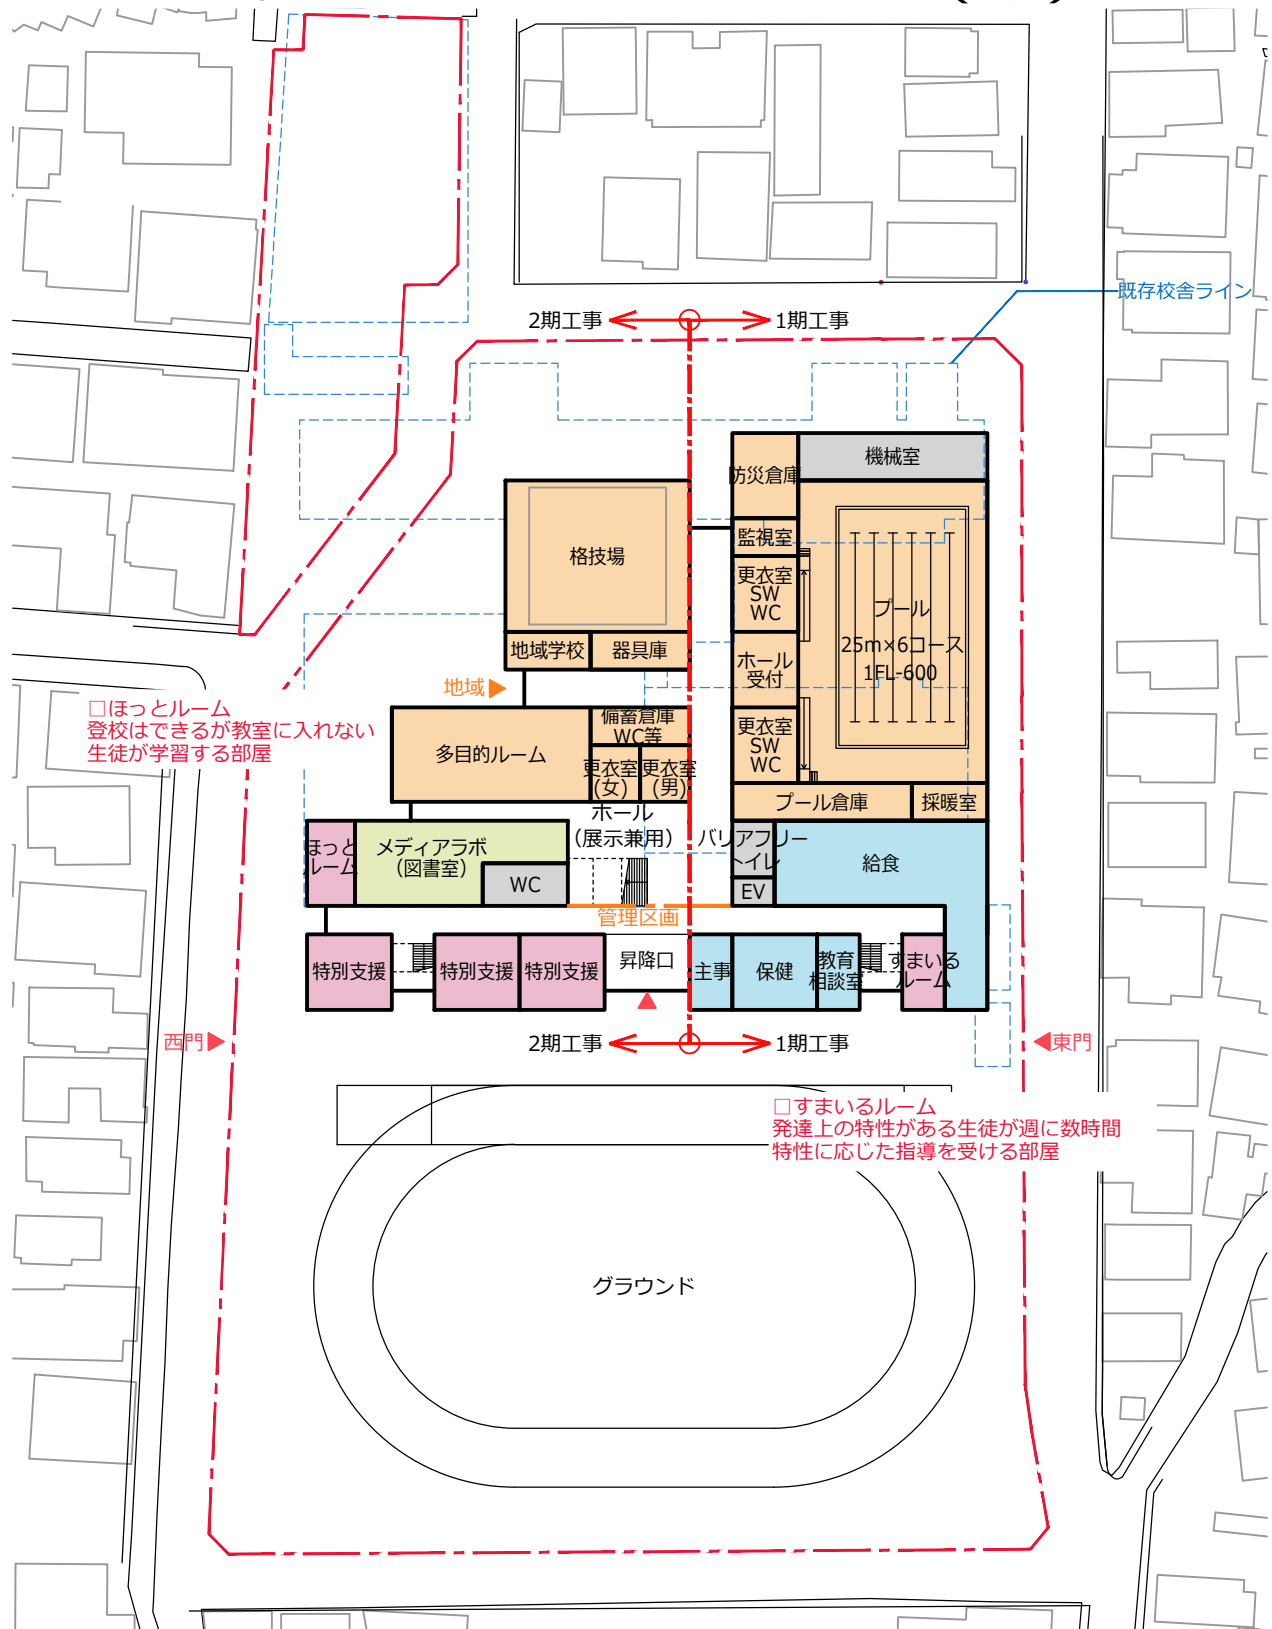 既存校舎ライン
2期工事
1期工事
機械室
防災倉庫
監視室
格技場
更衣室
SW
WC
プール
25m×6コース
1FL-600
地域学校
器具庫
ホール
受付
地域
□ほっとルーム
登校はできるが教室に入れない
生徒が学習する部屋
備蓄倉庫
WC等
多目的ルーム
更衣室
SW
WC
更衣室
(女)
更衣室
(男)
プール倉庫
採暖室
ホール
(展示兼用)
バリアフリー
トイレ
ほっと
ルーム
メディアラボ
(図書室)
WC
EV
給食
管理区画
特別支援
特別支援
特別支援
昇降口
主事
保健
教育
相談室
すまいる
ルーム
西門
2期工事
1期工事
東門
□すまいるルーム
発達上の特性がある生徒が週に数時間
特性に応じた指導を受ける部屋
グラウンド